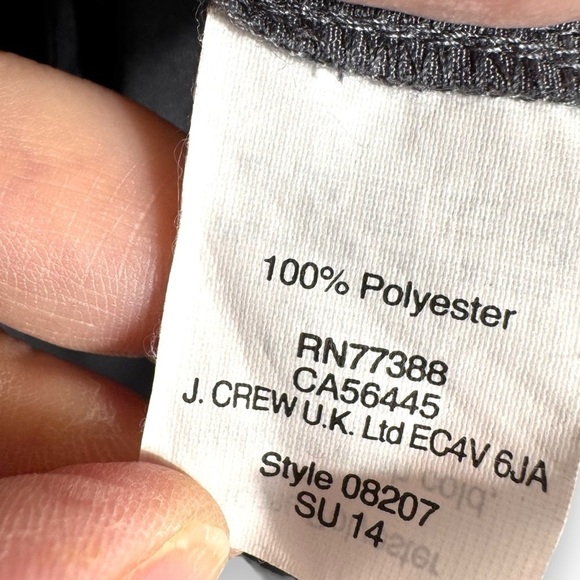 100% Polyester
RN77388
CA56445
J. CREW U.K. Ltd EC4V 6JA
Style 08207
SU 14